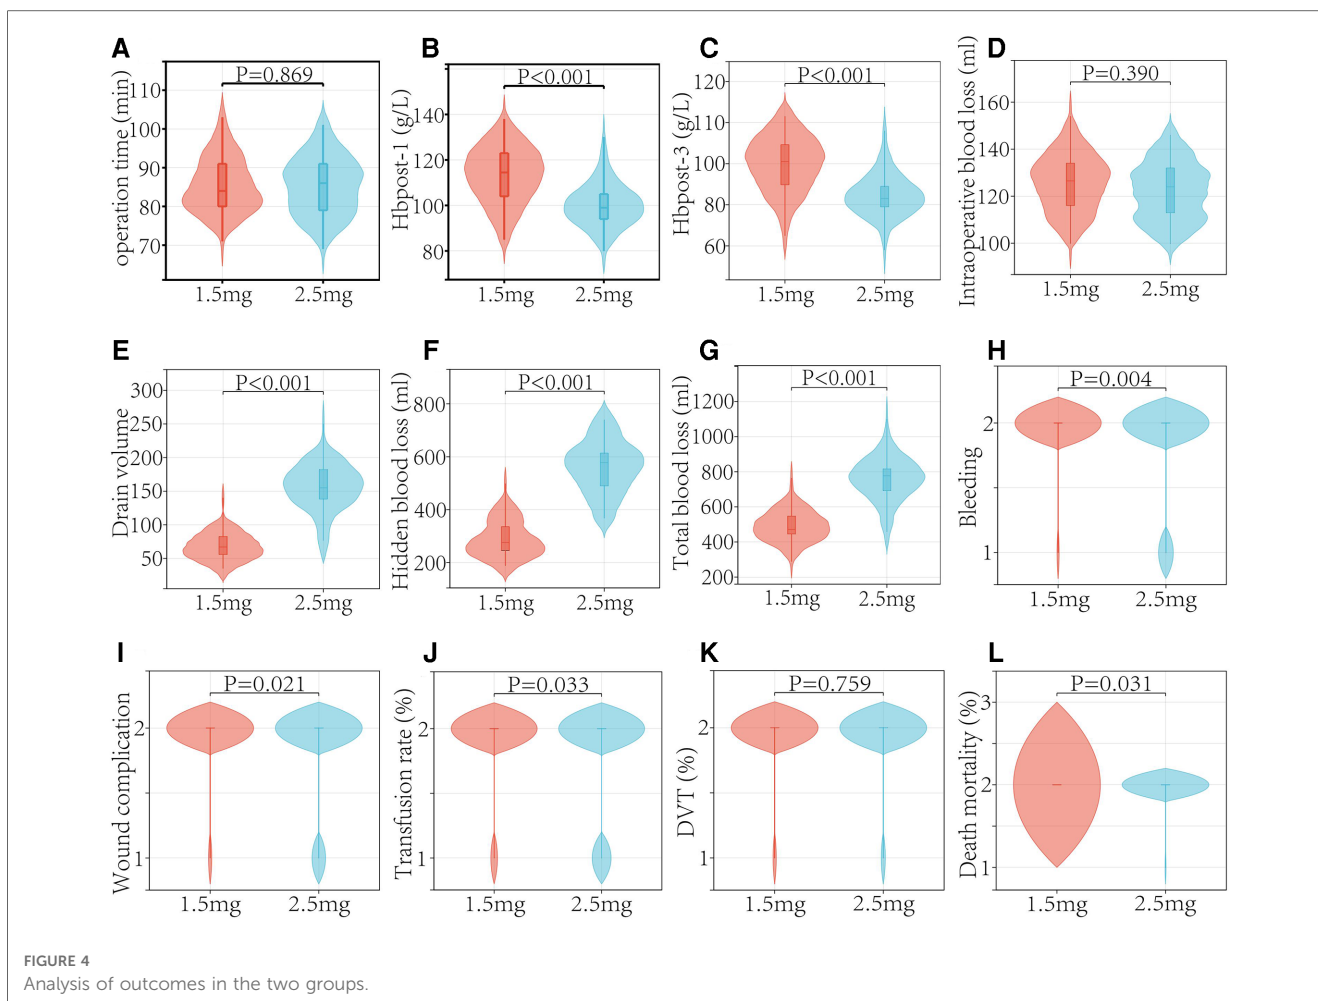 A
B
C
D
P=0.869
P<0.001
P<0.001
P=0.390
operation time (min)
110
100
90
80
70
1.5mg
2.5mg
Hbpost-1 (g/L)
140
120
100
80
1.5mg
2.5mg
Hbpost-3 (g/L)
120
110
100
80
60
1.5mg
2.5mg
Intraoperative blood loss (ml)
160
140
120
100
1.5mg
2.5mg
E
F
G
H
P<0.001
P<0.001
P<0.001
P=0.004
Drain volume
300
250
200
150
100
50
1.5mg
2.5mg
Hidden blood loss (ml)
800
600
400
200
1.5mg
2.5mg
Total blood loss (ml)
1200
1000
800
600
400
200
1.5mg
2.5mg
Bleeding
2
1
1.5mg
2.5mg
I
J
K
L
P=0.021
P=0.033
P=0.759
P=0.031
Wound complication
2
1
1.5mg
2.5mg
Transfusion rate (%)
2
1
1.5mg
2.5mg
DVT (%)
2
1
1.5mg
2.5mg
Death mortality (%)
3
2
1
1.5mg
2.5mg
FIGURE 4
Analysis of outcomes in the two groups.